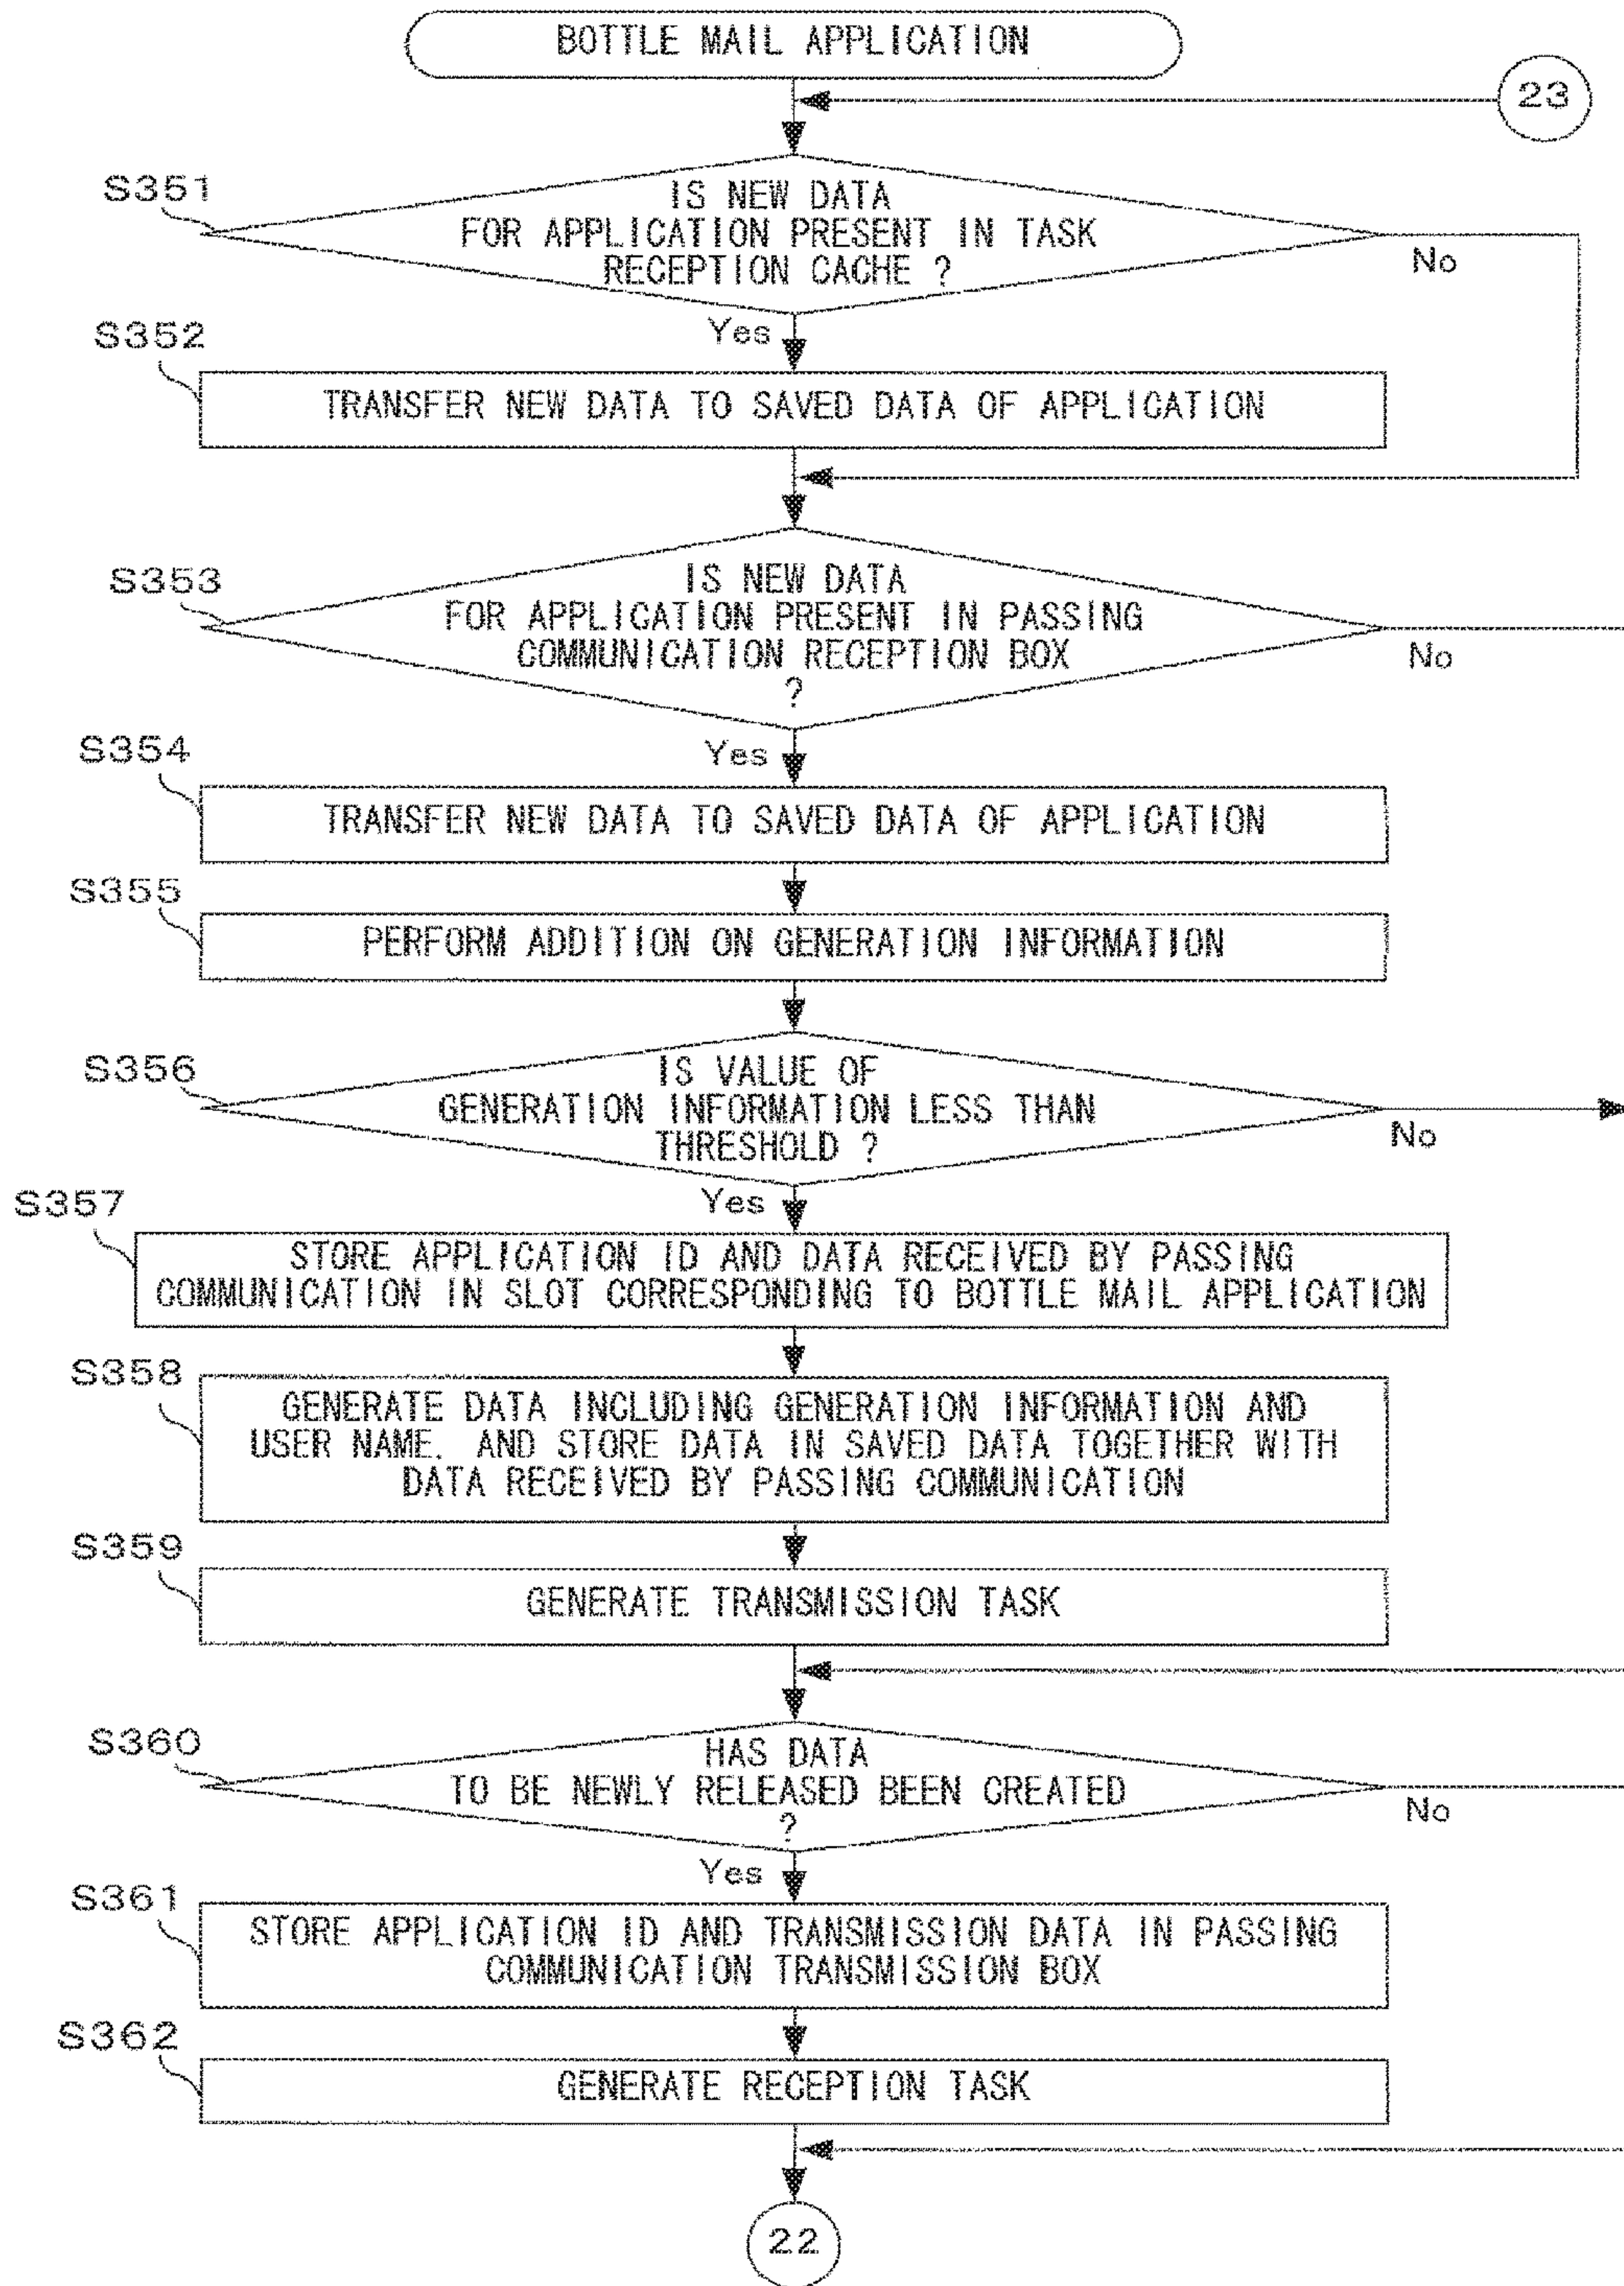 BOTTLE MAIL APPLICATION
23
S351
IS NEW DATA
FOR APPLICATION PRESENT IN TASK
RECEPTION CACHE ?
No
Yes
S352
TRANSFER NEW DATA TO SAVED DATA OF APPLICATION
S353
IS NEW DATA
FOR APPLICATION PRESENT IN PASSING
COMMUNICATION RECEPTION BOX
?
No
Yes
S354
TRANSFER NEW DATA TO SAVED DATA OF APPLICATION
S355
PERFORM ADDITION ON GENERATION INFORMATION
S356
IS VALUE OF
GENERATION INFORMATION LESS THAN
THRESHOLD ?
No
Yes
S357
STORE APPLICATION ID AND DATA RECEIVED BY PASSING
COMMUNICATION IN SLOT CORRESPONDING TO BOTTLE MAIL APPLICATION
S358
GENERATE DATA INCLUDING GENERATION INFORMATION AND
USER NAME, AND STORE DATA IN SAVED DATA TOGETHER WITH
DATA RECEIVED BY PASSING COMMUNICATION
S359
GENERATE TRANSMISSION TASK
S360
HAS DATA
TO BE NEWLY RELEASED BEEN CREATED
?
No
Yes
S361
STORE APPLICATION ID AND TRANSMISSION DATA IN PASSING
COMMUNICATION TRANSMISSION BOX
S362
GENERATE RECEPTION TASK
22